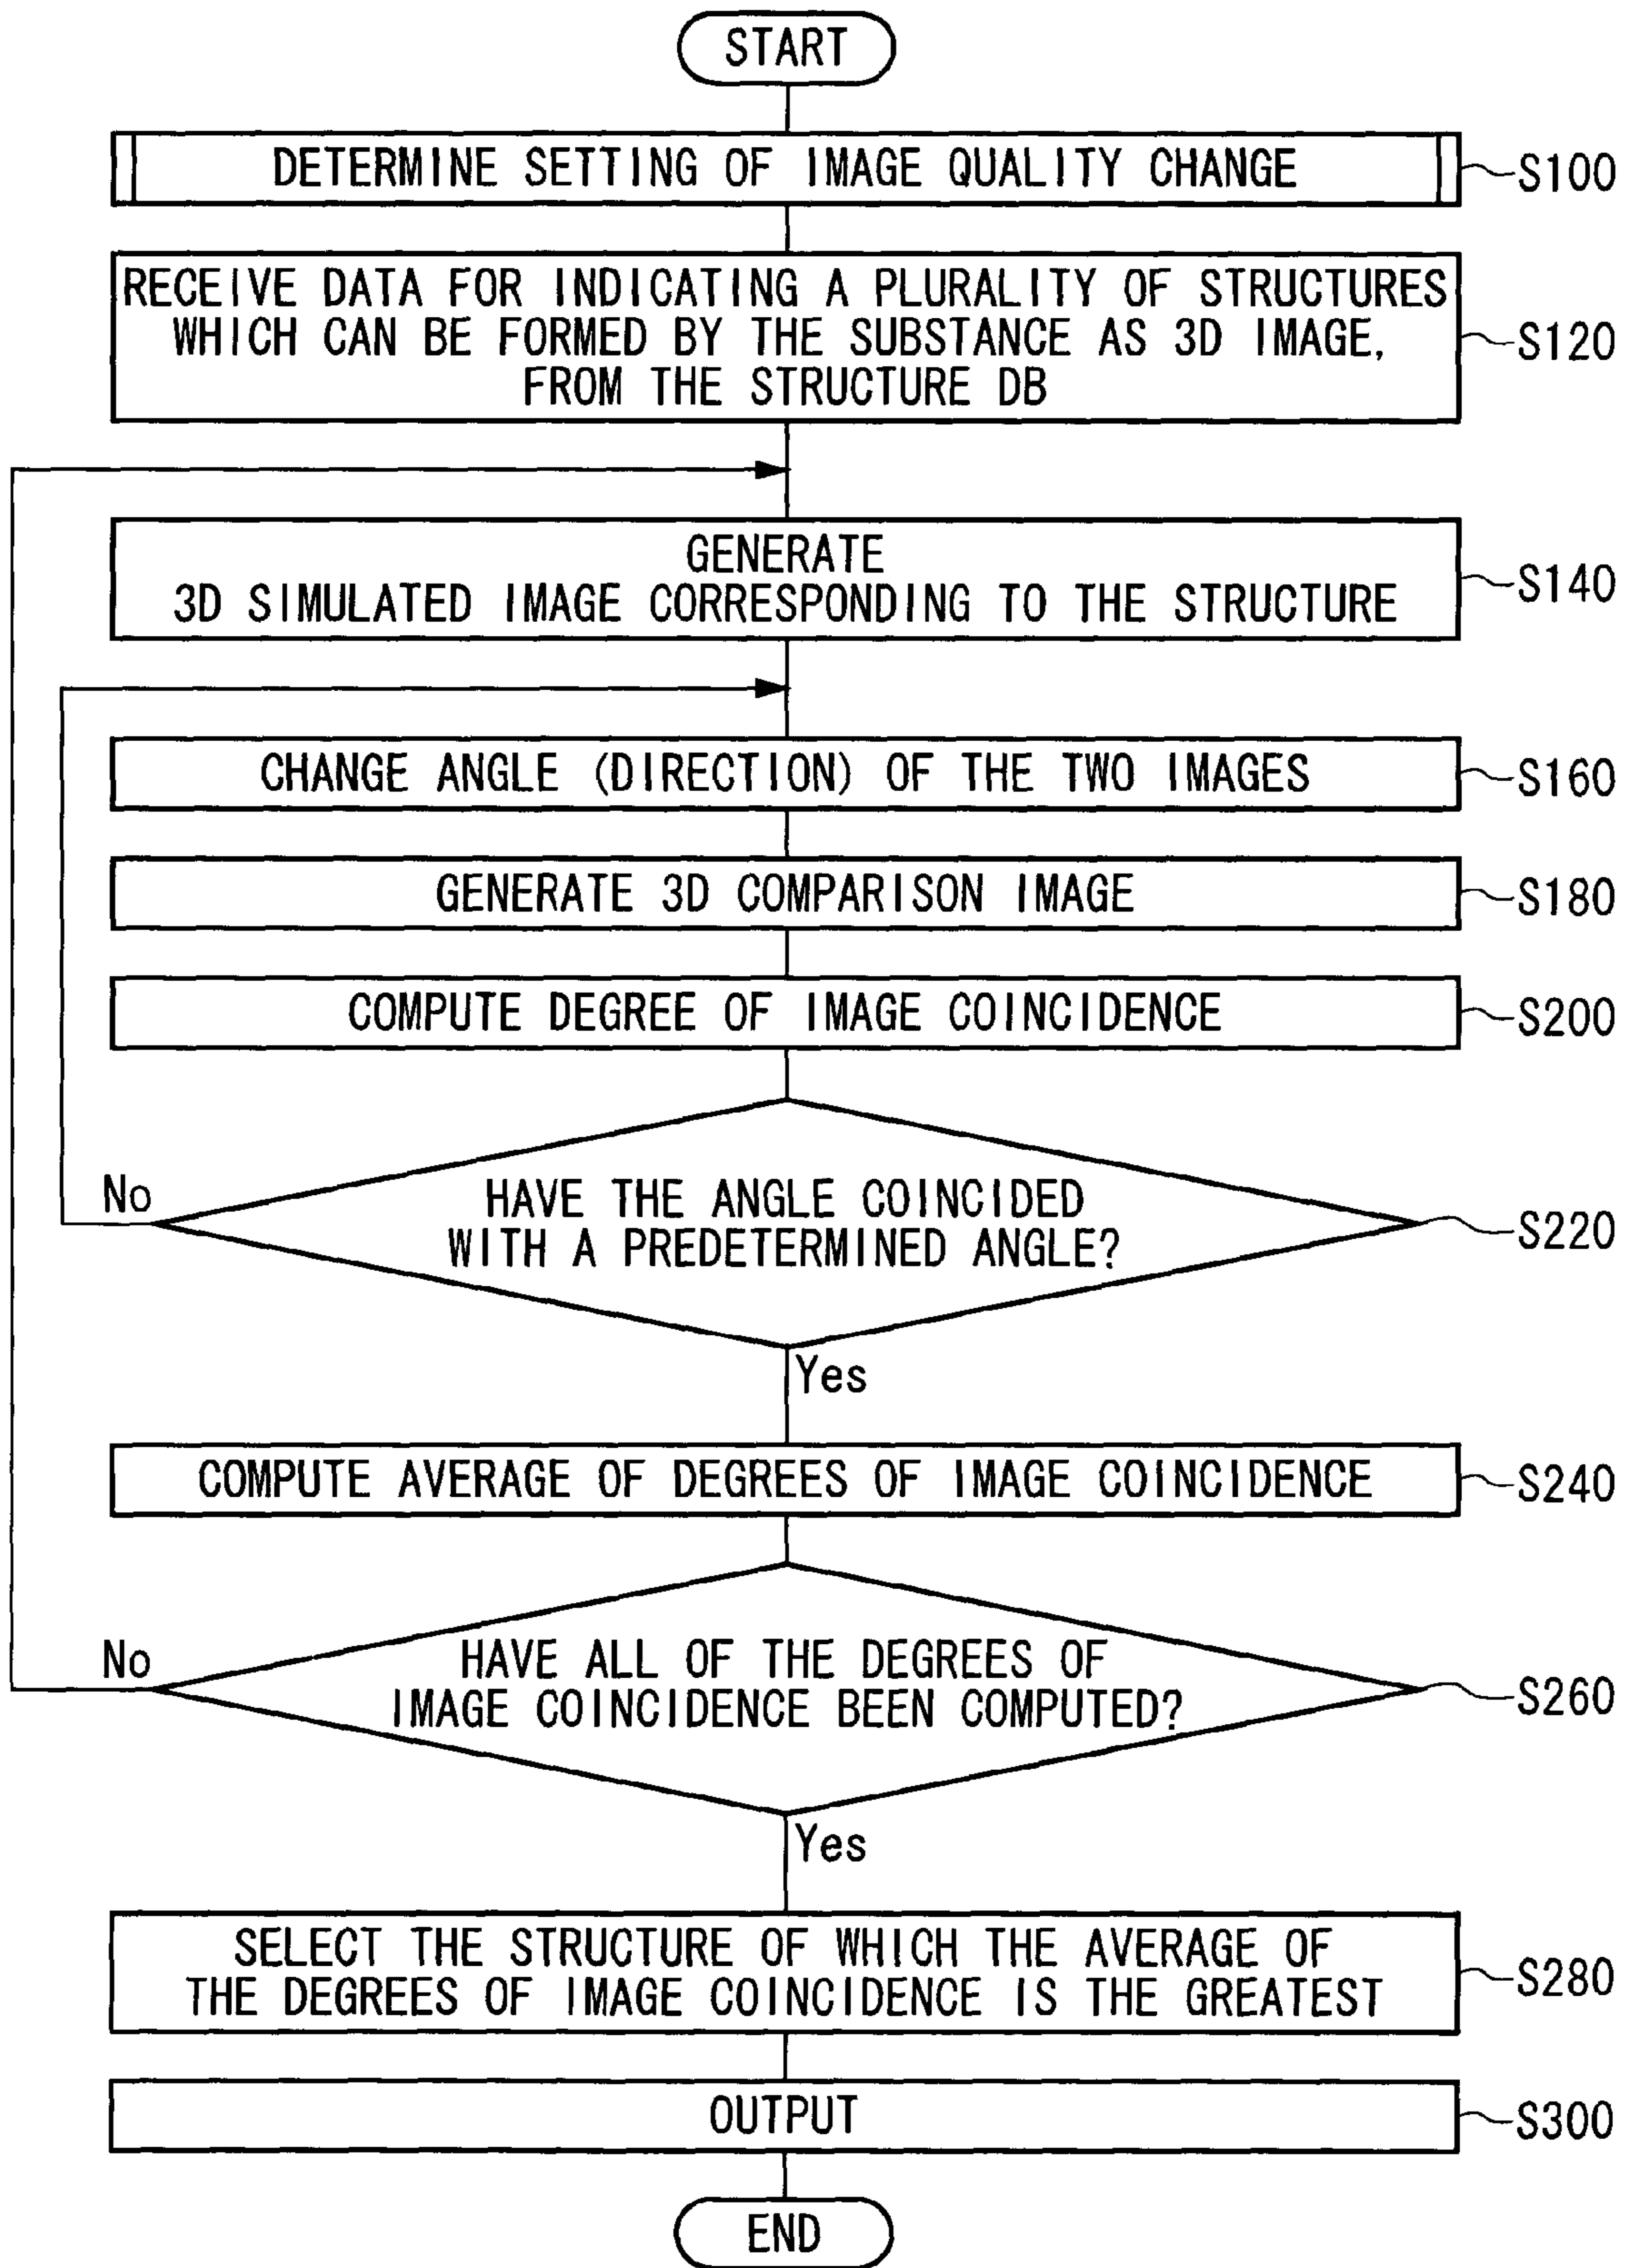 START
DETERMINE SETTING OF IMAGE QUALITY CHANGE
S100
RECEIVE DATA FOR INDICATING A PLURALITY OF STRUCTURES
WHICH CAN BE FORMED BY THE SUBSTANCE AS 3D IMAGE,
FROM THE STRUCTURE DB
S120
GENERATE
3D SIMULATED IMAGE CORRESPONDING TO THE STRUCTURE
S140
CHANGE ANGLE (DIRECTION) OF THE TWO IMAGES
S160
GENERATE 3D COMPARISON IMAGE
S180
COMPUTE DEGREE OF IMAGE COINCIDENCE
S200
No
HAVE THE ANGLE COINCIDED
WITH A PREDETERMINED ANGLE?
S220
Yes
COMPUTE AVERAGE OF DEGREES OF IMAGE COINCIDENCE
S240
No
HAVE ALL OF THE DEGREES OF
IMAGE COINCIDENCE BEEN COMPUTED?
S260
Yes
SELECT THE STRUCTURE OF WHICH THE AVERAGE OF
THE DEGREES OF IMAGE COINCIDENCE IS THE GREATEST
S280
OUTPUT
S300
END